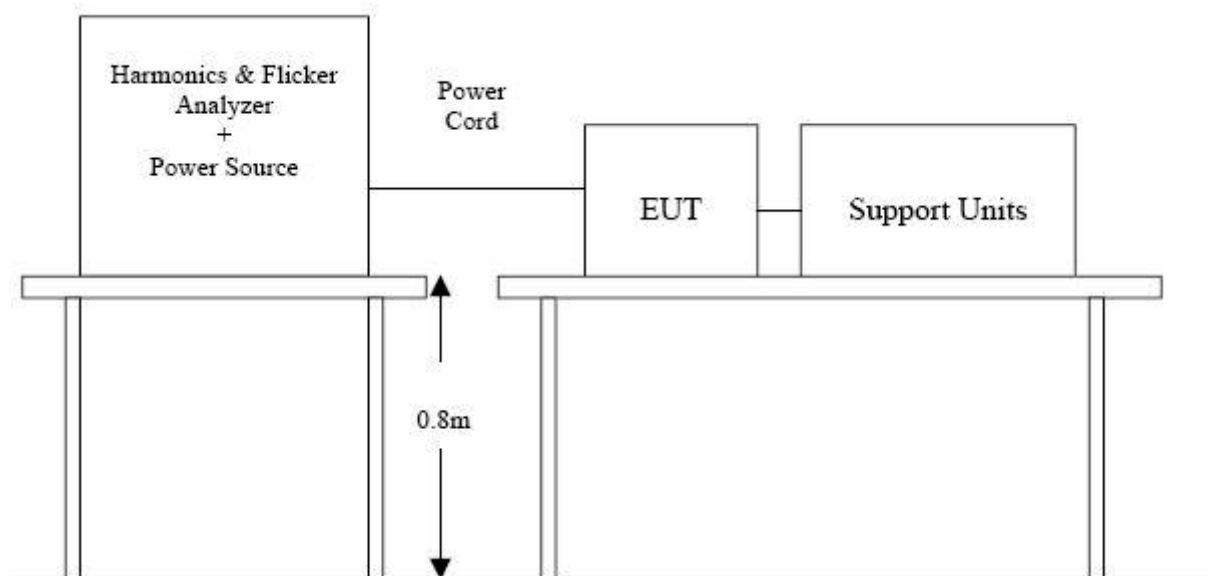 Harmonics & Flicker
Analyzer
+
Power Source
Power
Cord
EUT
Support Units
0.8m